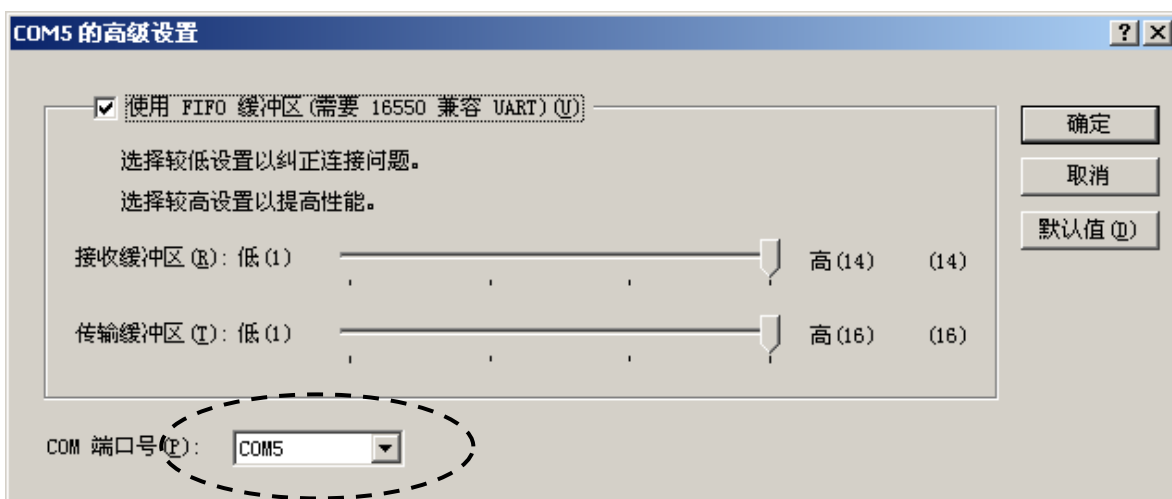 COM5 的高级设置
使用 FIFO 缓冲区(需要 16550 兼容 UART)(U)
确定
选择较低设置以纠正连接问题。
取消
选择较高设置以提高性能。
默认值(D)
接收缓冲区(R): 低(1) 高(14) (14)
传输缓冲区(T): 低(1) 高(16) (16)
COM 端口号(P): COM5